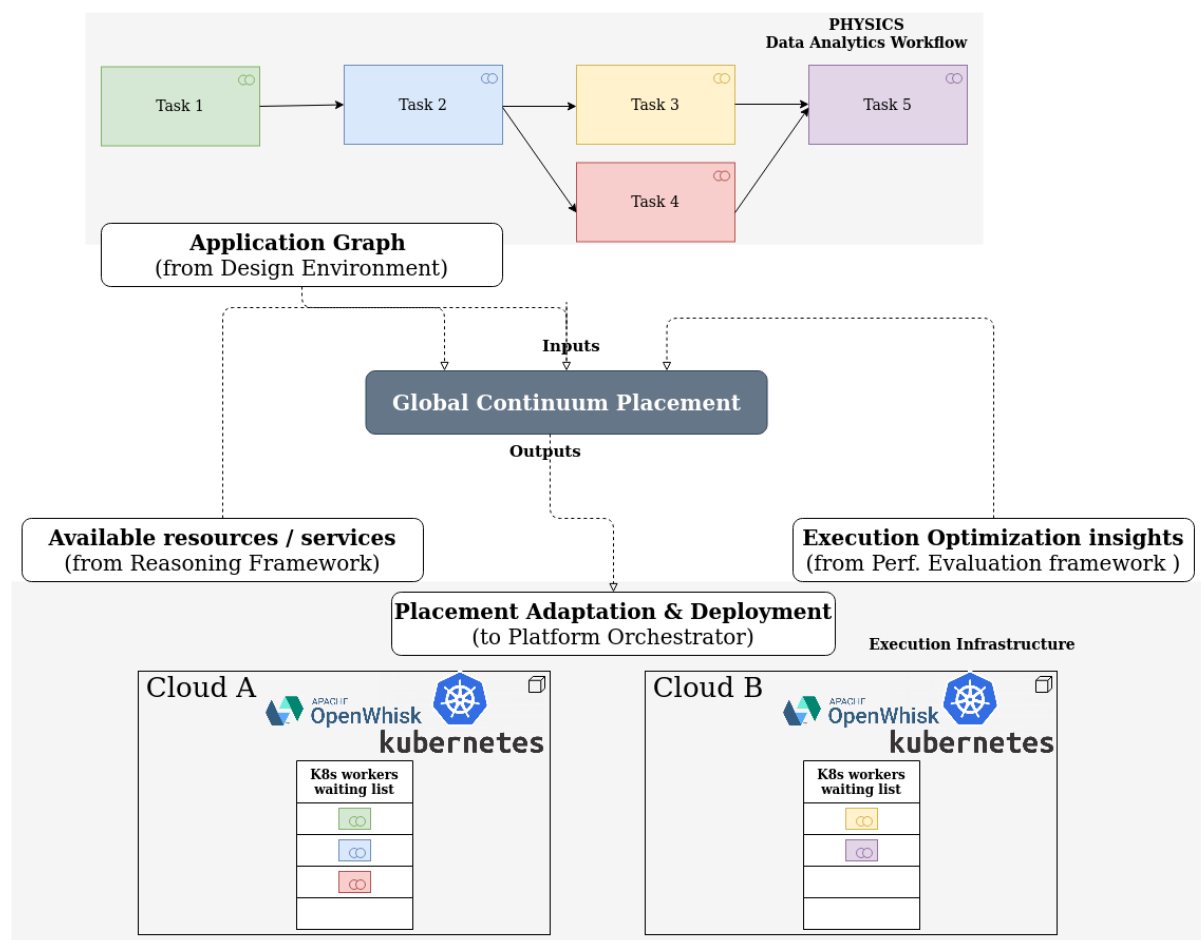 PHYSICS
Data Analytics Workflow
Task 1
Task 2
Task 3
Task 5
Task 4
Application Graph
(from Design Environment)
Inputs
Global Continuum Placement
Outputs
Available resources / services
(from Reasoning Framework)
Execution Optimization insights
(from Perf. Evaluation framework )
Placement Adaptation & Deployment
(to Platform Orchestrator)
Execution Infrastructure
Cloud A
APACHE
OpenWhisk
kubernetes
K8s workers
waiting list
Cloud B
APACHE
OpenWhisk
kubernetes
K8s workers
waiting list